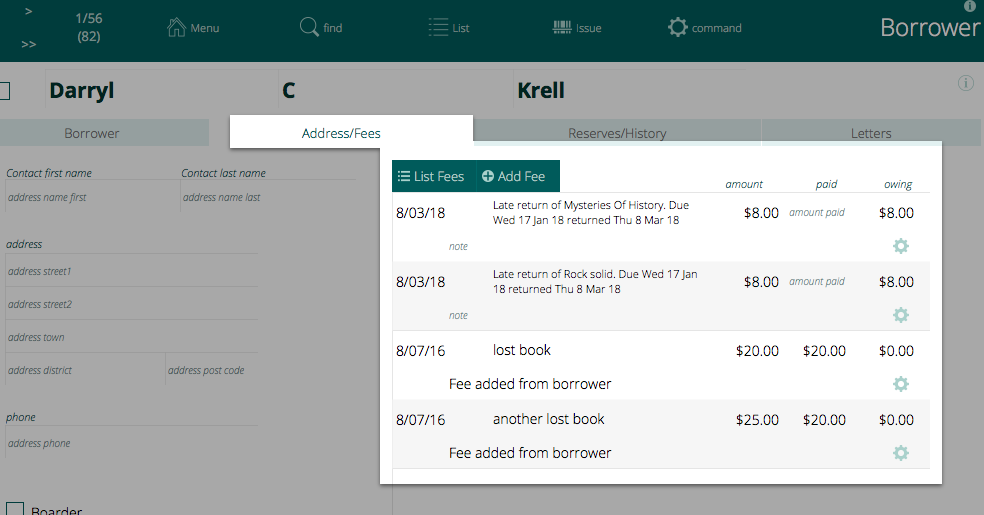 >
1/56
(82)
>>
Menu
find
List
Issue
command
Borrower
i
Darryl C Krell
i
Borrower Address/Fees Reserves/History Letters
Contact first name Contact last name
address name first address name last
address
address street1
address street2
address town
address district address post code
phone
address phone
Boarder
List Fees Add Fee
amount paid owing
8/03/18 Late return of Mysteries Of History. Due
Wed 17 Jan 18 returned Thu 8 Mar 18
$8.00 amount paid $8.00
note
8/03/18 Late return of Rock solid. Due Wed 17 Jan
18 returned Thu 8 Mar 18
$8.00 amount paid $8.00
note
8/07/16 lost book $20.00 $20.00 $0.00
Fee added from borrower
8/07/16 another lost book $25.00 $20.00 $0.00
Fee added from borrower